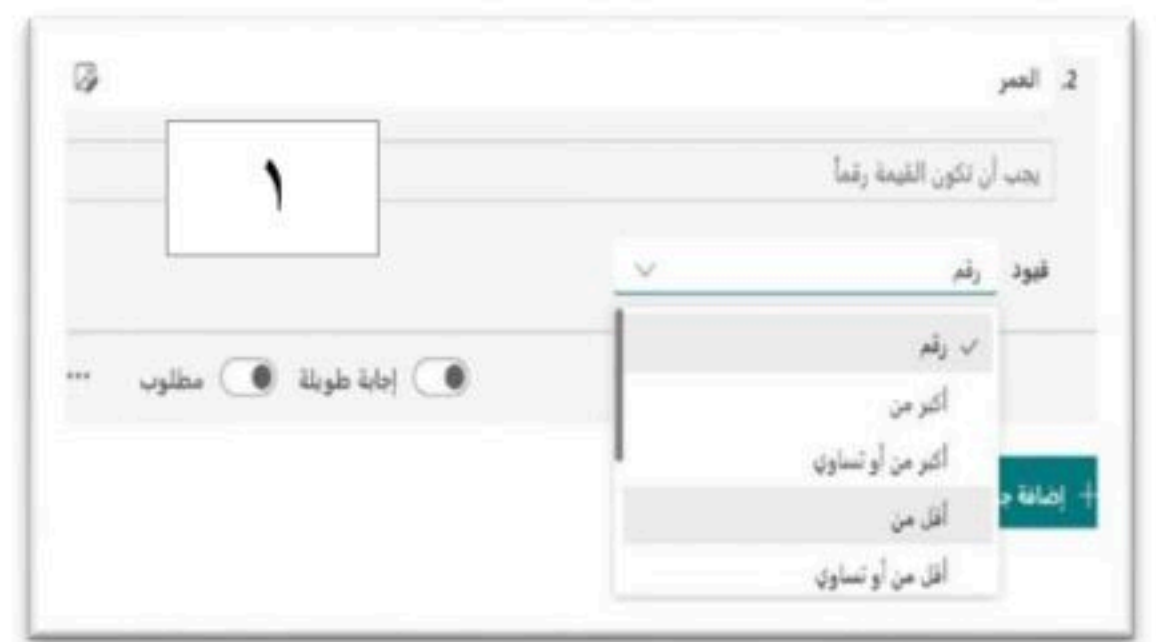 2. العمر
١
يجب أن تكون القيمة رقماً
قيود رقم
رقم
أكبر من
أكبر من أو تساوي
أقل من
أقل من أو تساوي
إجابة طويلة مطلوب ...
+ إضافة ج